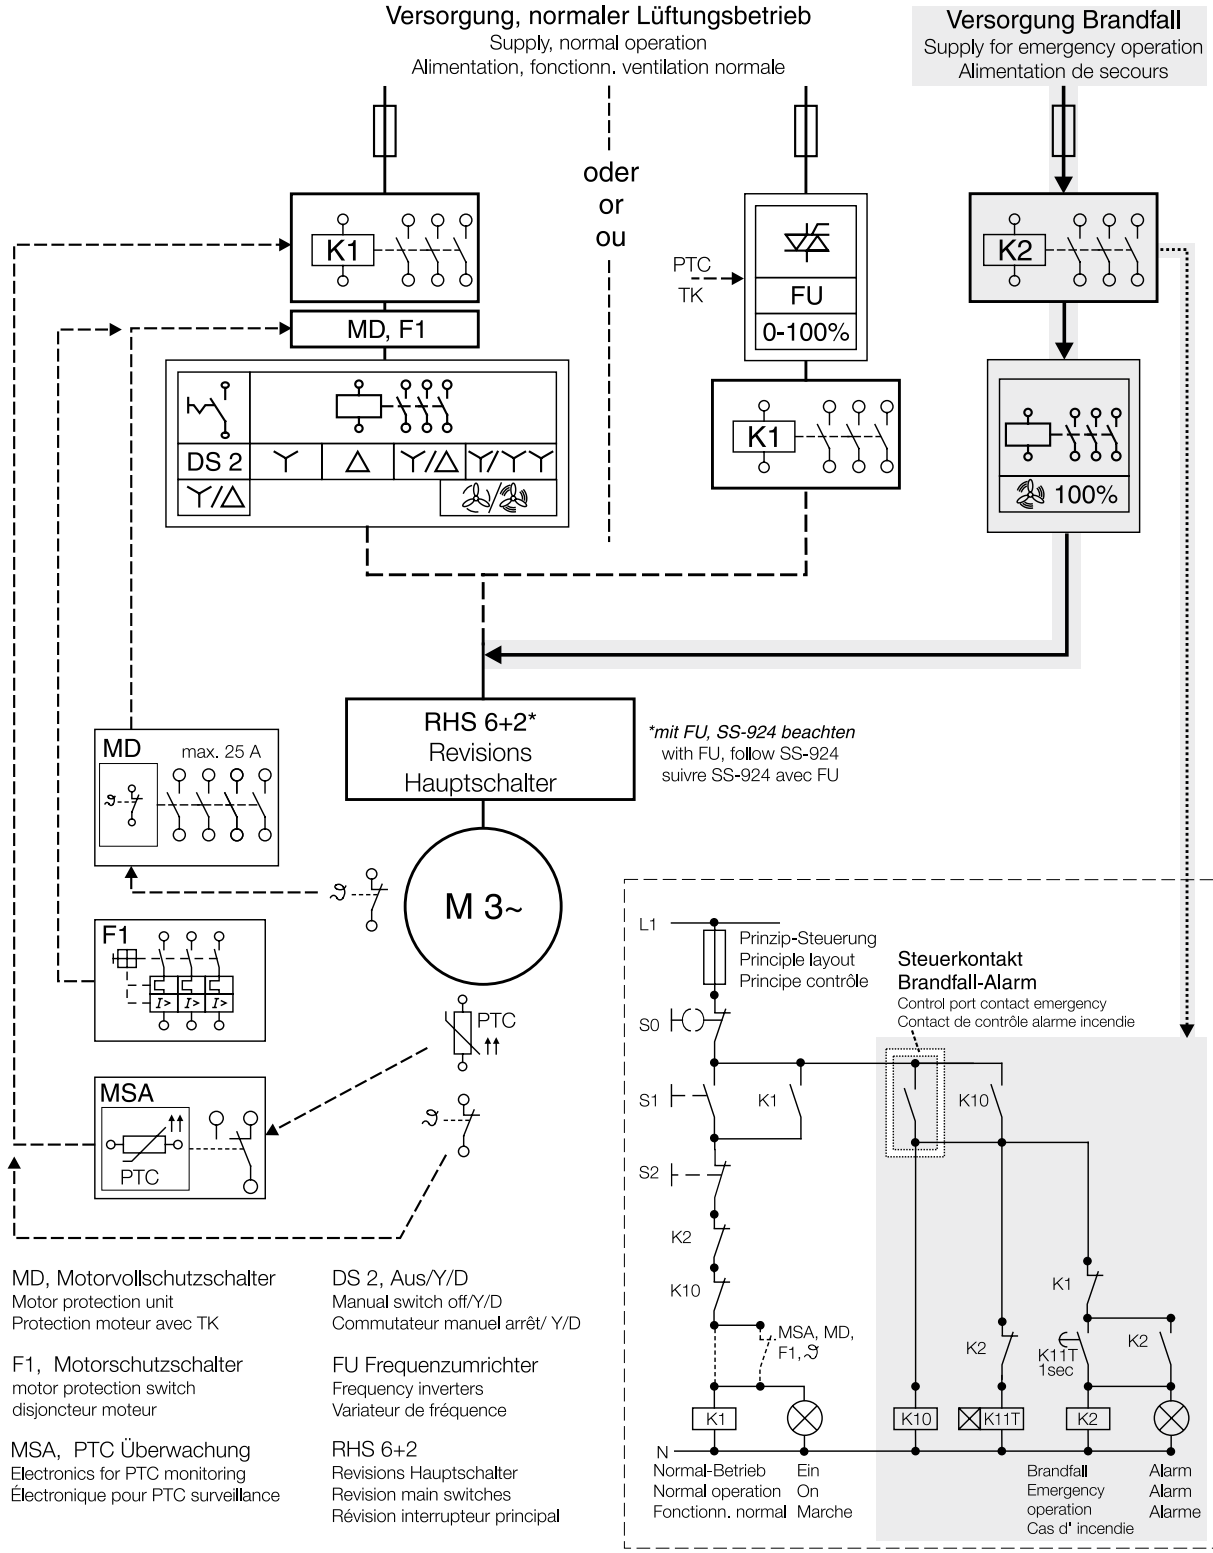 Versorgung, normaler Lüftungsbetrieb
Supply, normal operation
Alimentation, fonctionn. ventilation normale
Versorgung Brandfall
Supply for emergency operation
Alimentation de secours
oder
or
ou
K1
MD, F1
DS 2
Y/Δ
PTC
TK
FU
0-100%
K1
K2
100%
RHS 6+2*
Revisions
Hauptschalter
*mit FU, SS-924 beachten
with FU, follow SS-924
suivre SS-924 avec FU
MD
max. 25 A
ϑ
ϑ
M 3~
F1
I> I> I>
PTC
MSA
PTC
ϑ
L1
Prinzip-Steuerung
Principle layout
Principe contrôle
Steuerkontakt
Brandfall-Alarm
Control port contact emergency
Contact de contrôle alarme incendie
S0
S1
K1
K10
S2
K2
K10
K1
MSA, MD,
F1, ϑ
K2
K11T
1sec
K2
K1
K10
K11T
K2
N
Normal-Betrieb
Normal operation
Fonctionn. normal
Ein
On
Marche
Brandfall
Emergency
operation
Cas d' incendie
Alarm
Alarm
Alarme
MD, Motorvollschutzschalter
Motor protection unit
Protection moteur avec TK
F1, Motorschutzschalter
motor protection switch
disjoncteur moteur
MSA, PTC Überwachung
Electronics for PTC monitoring
Électronique pour PTC surveillance
DS 2, Aus/Y/D
Manual switch off/Y/D
Commutateur manuel arrêt/ Y/D
FU Frequenzumrichter
Frequency inverters
Variateur de fréquence
RHS 6+2
Revisions Hauptschalter
Revision main switches
Révision interrupteur principal